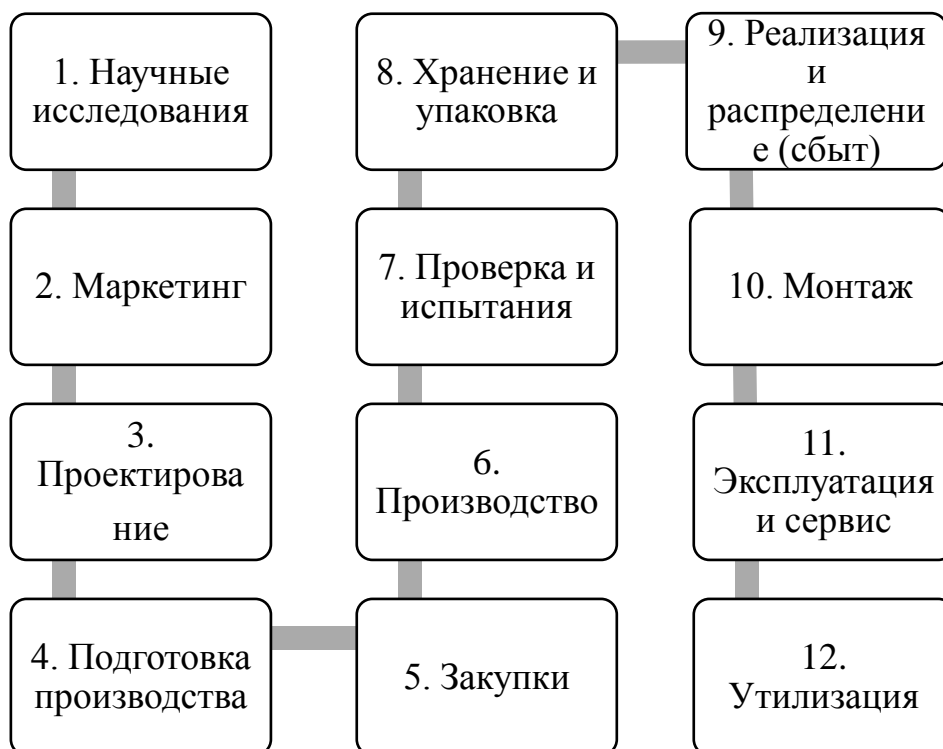 1. Научные
исследования
2. Маркетинг
3.
Проектирова
ние
4. Подготовка
производства
5. Закупки
6.
Производство
7. Проверка и
испытания
8. Хранение и
упаковка
9. Реализация
и
распределени
е (сбыт)
10. Монтаж
11.
Эксплуатация
и сервис
12.
Утилизация